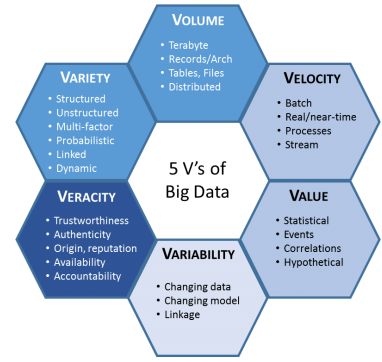 VOLUME
• Terabyte
• Records/Arch
• Tables, Files
• Distributed
VARIETY
• Structured
• Unstructured
• Multi-factor
• Probabilistic
• Linked
• Dynamic
VELOCITY
• Batch
• Real/near-time
• Processes
• Stream
5 V's of
Big Data
VERACITY
• Trustworthiness
• Authenticity
• Origin, reputation
• Availability
• Accountability
VALUE
• Statistical
• Events
• Correlations
• Hypothetical
VARIABILITY
• Changing data
• Changing model
• Linkage